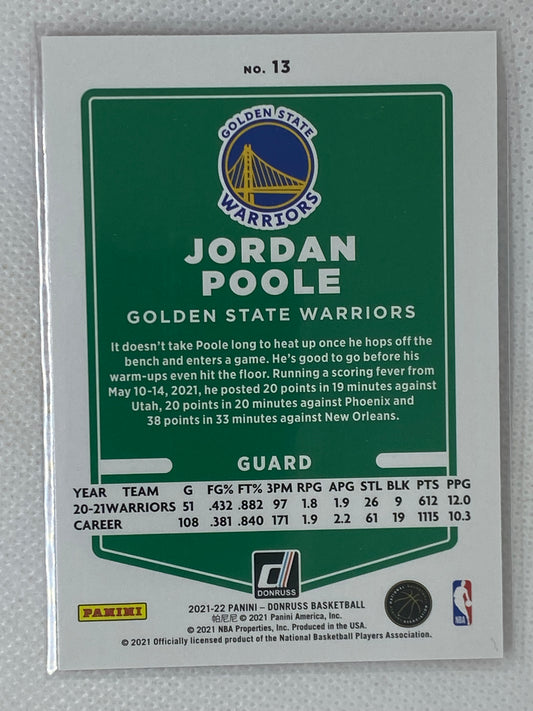 NO. 13
GOLDEN STATE
WARRIORS
JORDAN
POOLE
GOLDEN STATE WARRIORS
It doesn't take Poole long to heat up once he hops off the
bench and enters a game. He's good to go before his
warm-ups even hit the floor. Running a scoring fever from
May 10-14, 2021, he posted 20 points in 19 minutes against
Utah, 20 points in 20 minutes against Phoenix and
38 points in 33 minutes against New Orleans.
GUARD
YEAR TEAM G FG% FT% 3PM RPG APG STL BLK PTS PPG
20-21 WARRIORS 51 .432 .882 97 1.8 1.9 26 9 612 12.0
CAREER 108 .381 .840 171 1.9 2.2 61 19 1115 10.3
DONRUSS
PANINI
2021-22 PANINI – DONRUSS BASKETBALL
帕尼尼 © 2021 Panini America, Inc.
© 2021 NBA Properties, Inc. Produced in the USA.
© 2021 Officially licensed product of the National Basketball Players Association.
NBA